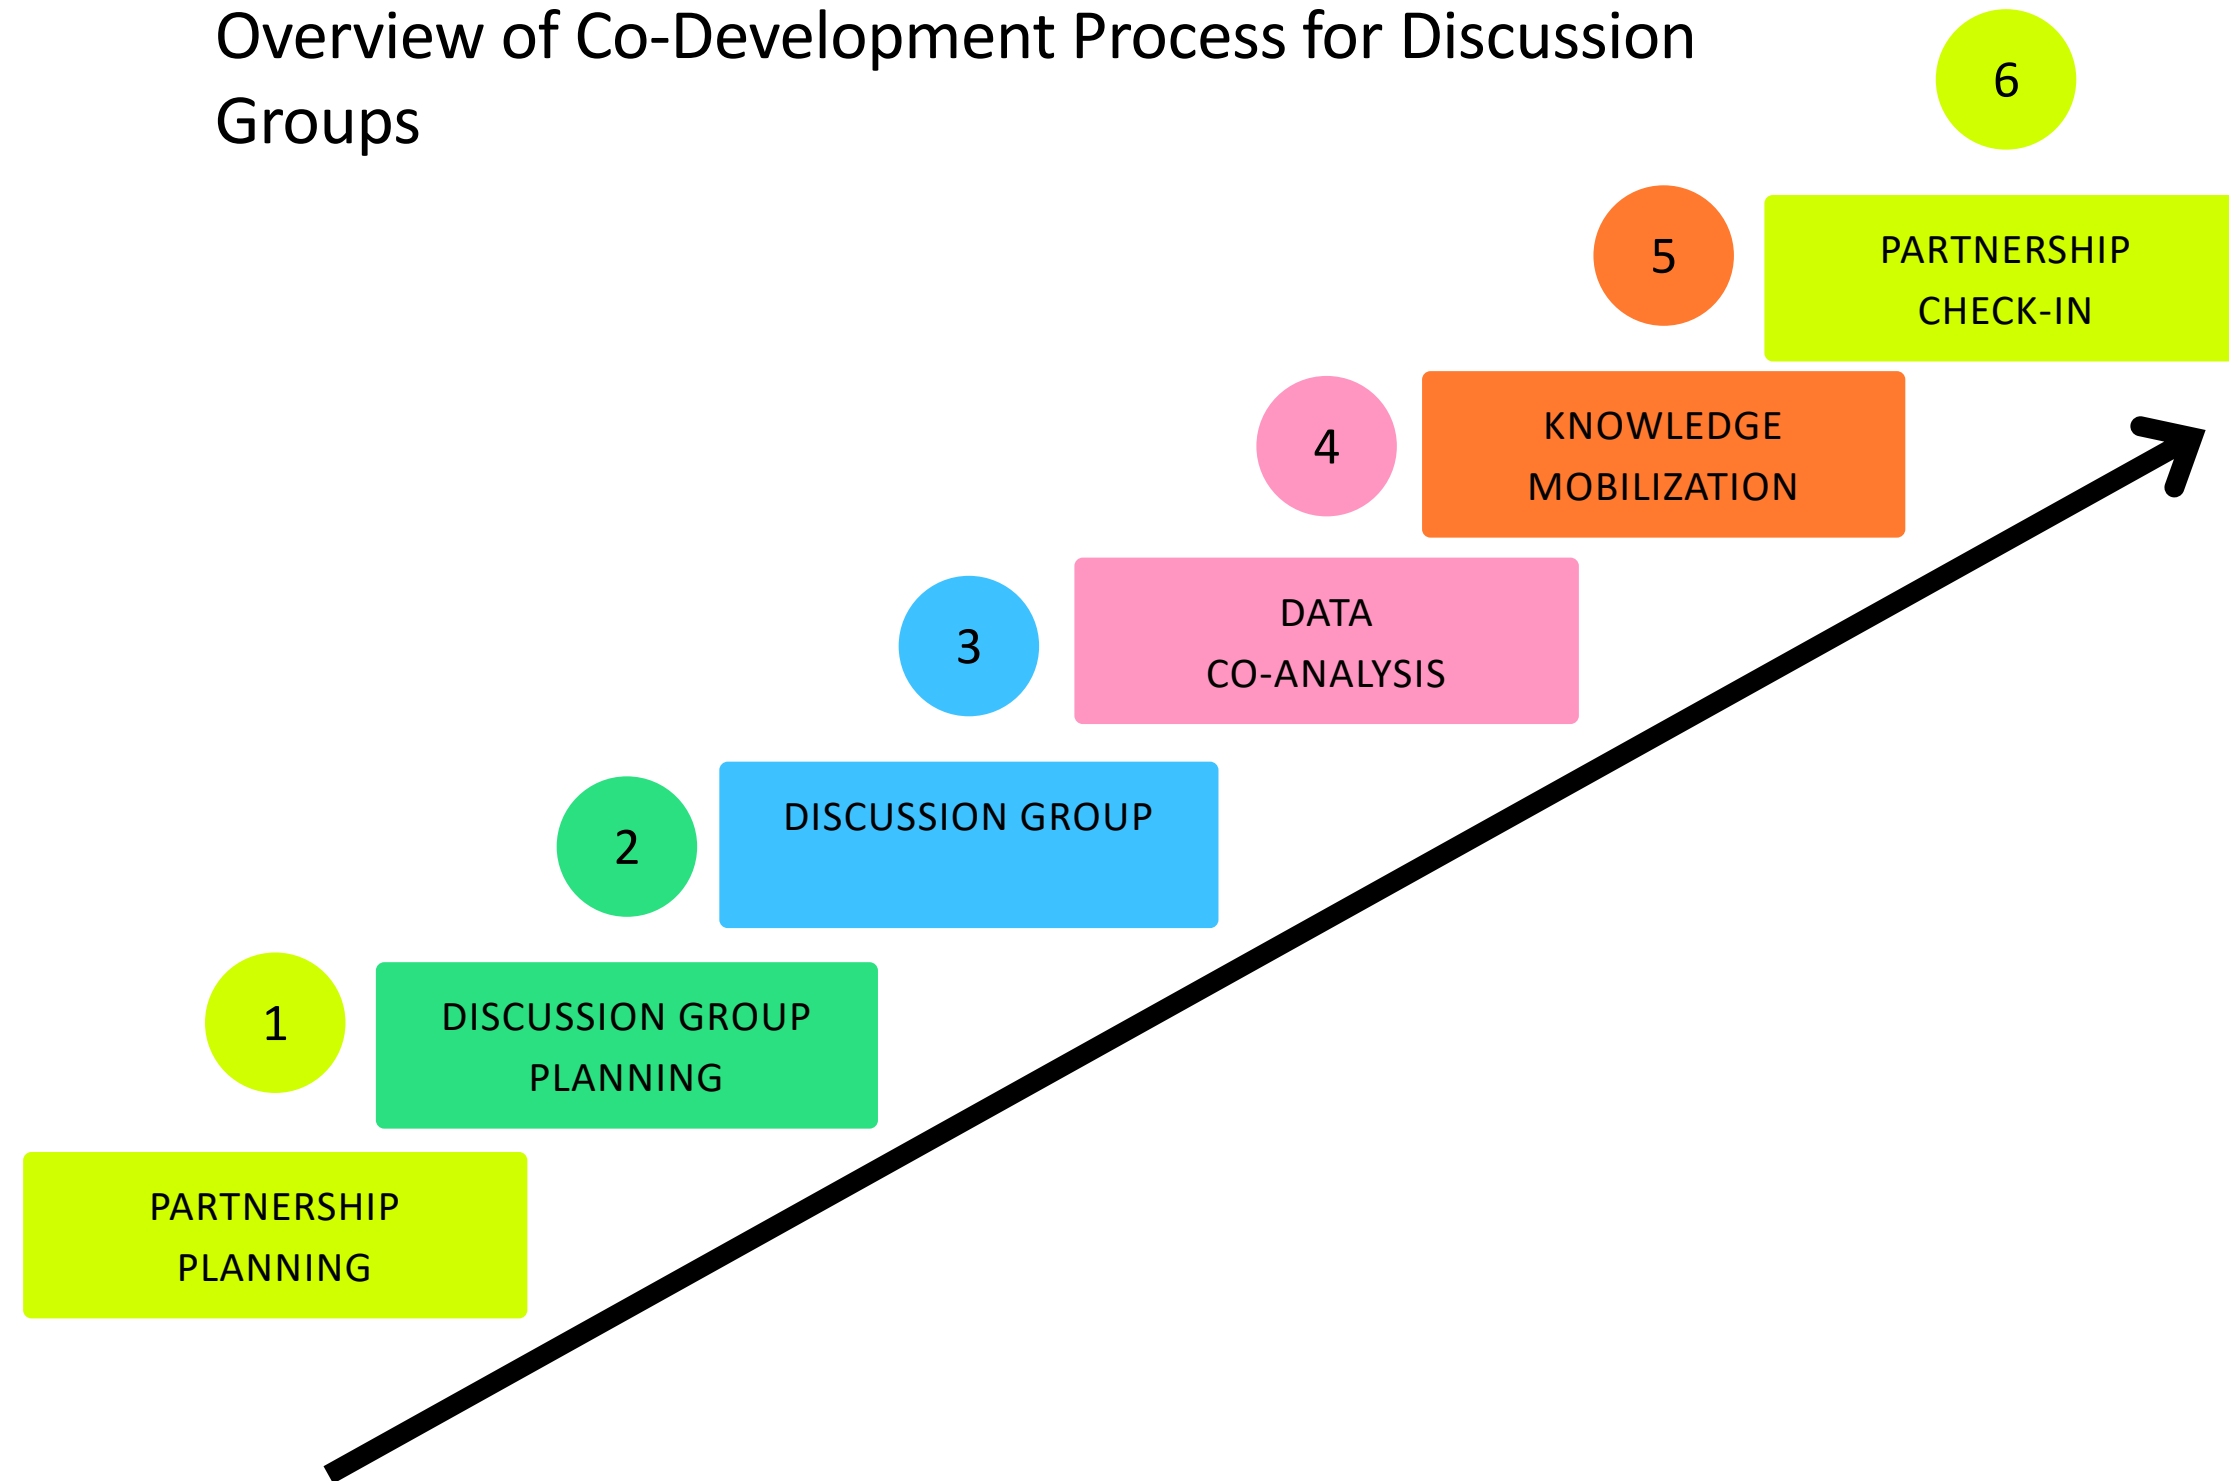 Overview of Co-Development Process for Discussion
Groups
1
PARTNERSHIP
PLANNING
2
DISCUSSION GROUP
PLANNING
3
DISCUSSION GROUP
4
DATA
CO-ANALYSIS
5
KNOWLEDGE
MOBILIZATION
6
PARTNERSHIP
CHECK-IN